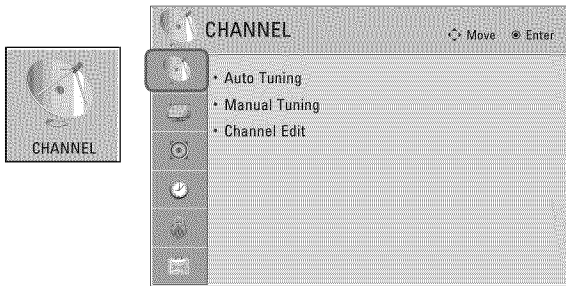 CHANNEL
CHANNEL
Move Enter
• Auto Tuning
• Manual Tuning
• Channel Edit